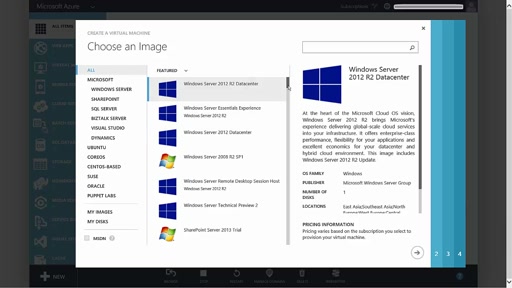 Microsoft Azure
Subscriptions
CREATE A VIRTUAL MACHINE
Choose an Image
ALL
MICROSOFT
WINDOWS SERVER
SHAREPOINT
SQL SERVER
BIZTALK SERVER
VISUAL STUDIO
DYNAMICS
UBUNTU
COREOS
CENTOS-BASED
SUSE
ORACLE
PUPPET LABS
MY IMAGES
MY DISKS
MSDN
FEATURED
Windows Server 2012 R2 Datacenter
Windows Server Essentials Experience
Windows Server 2012 R2
Windows Server 2012 Datacenter
Windows Server 2008 R2 SP1
Windows Server Remote Desktop Session Host
Windows Server 2012 R2
Windows Server Technical Preview 2
SharePoint Server 2013 Trial
Windows Server
2012 R2 Datacenter
At the heart of the Microsoft Cloud OS vision,
Windows Server 2012 R2 brings Microsoft's
experience delivering global-scale cloud services
into your infrastructure. It offers enterprise-class
performance, flexibility for your applications and
excellent economics for your datacenter and
hybrid cloud environment. This image includes
Windows Server 2012 R2 Update.
OS FAMILY Windows
PUBLISHER Microsoft Windows Server Group
NUMBER OF DISKS 1
LOCATIONS East Asia;Southeast Asia;North
PRICING INFORMATION
Pricing varies based on the subscription you select to
provision your virtual machine.
2 3 4
NEW